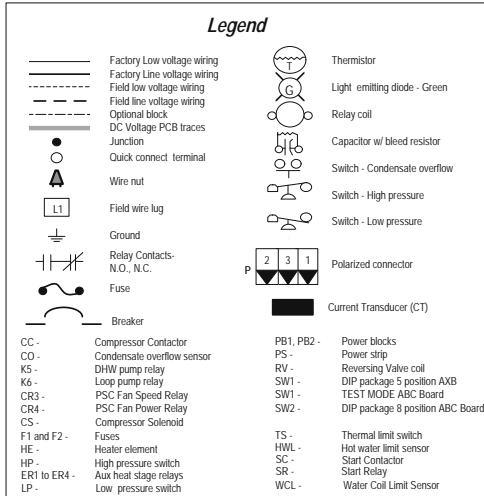 Legend
Factory Low voltage wiring
Factory Line voltage wiring
Field low voltage wiring
Field line voltage wiring
Optional block
DC Voltage PCB traces
Junction
Quick connect terminal
Wire nut
L1
Field wire lug
Ground
Relay Contacts-
N.O., N.C.
Fuse
Breaker
T
Thermistor
G
Light emitting diode - Green
Relay coil
Capacitor w/ bleed resistor
Switch - Condensate overflow
Switch - High pressure
Switch - Low pressure
P
2 3 1
Polarized connector
Current Transducer (CT)
CC - Compressor Contactor
CO - Condensate overflow sensor
K5 - DHW pump relay
K6 - Loop pump relay
CR3 - PSC Fan Speed Relay
CR4 - PSC Fan Power Relay
CS - Compressor Solenoid
F1 and F2 - Fuses
HE - Heater element
HP - High pressure switch
ER1 to ER4 - Aux heat stage relays
LP - Low pressure switch
PB1, PB2 - Power blocks
PS - Power strip
RV - Reversing Valve coil
SW1 - DIP package 5 position AXB
SW1 - TEST MODE ABC Board
SW2 - DIP package 8 position ABC Board
TS - Thermal limit switch
HWL - Hot water limit sensor
SC - Start Contactor
SR - Start Relay
WCL - Water Coil Limit Sensor